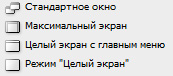 Стандартное окно
Максимальный экран
Целый экран с главным меню
Режим "Целый экран"